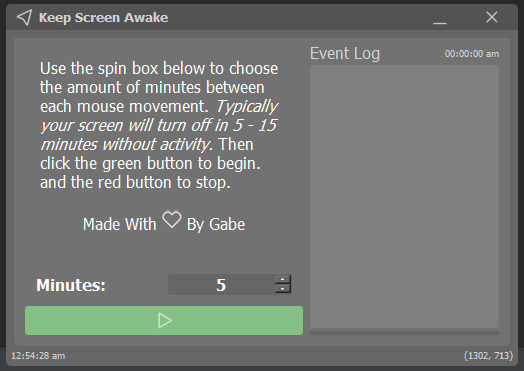 Keep Screen Awake
Use the spin box below to choose
the amount of minutes between
each mouse movement. Typically
your screen will turn off in 5 - 15
minutes without activity. Then
click the green button to begin.
and the red button to stop.
Made With By Gabe
Minutes: 5
Event Log 00:00:00 am
12:54:28 am (1302, 713)